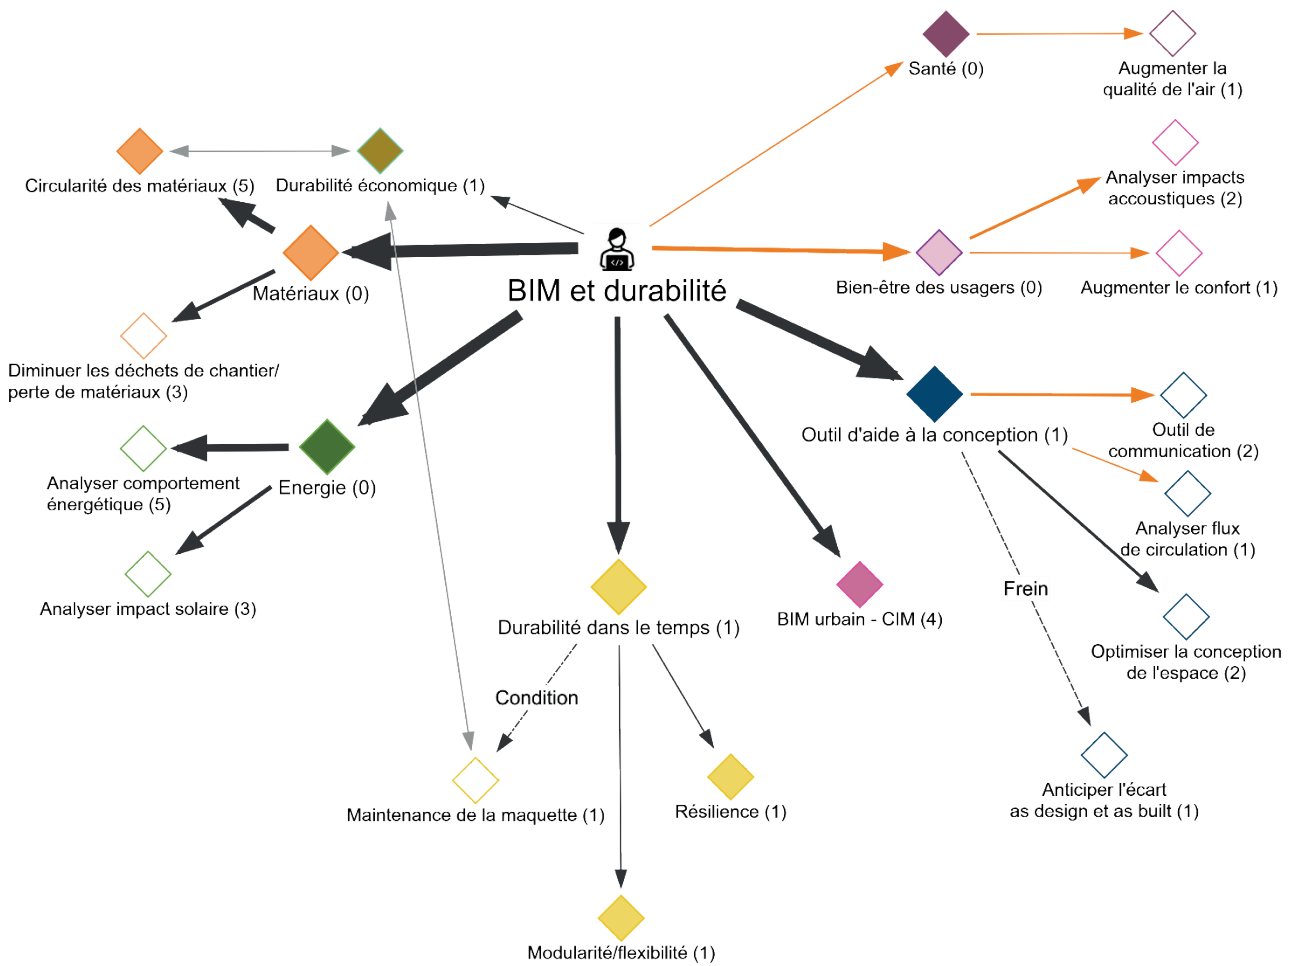 Santé (0)
Augmenter la
qualité de l'air (1)
Circularité des matériaux (5)
Durabilité économique (1)
Analyser impacts
accoustiques (2)
</>
BIM et durabilité
Matériaux (0)
Bien-être des usagers (0)
Augmenter le confort (1)
Diminuer les déchets de chantier/
perte de matériaux (3)
Outil d'aide à la conception (1)
Outil de
communication (2)
Analyser comportement
énergétique (5)
Energie (0)
Analyser flux
de circulation (1)
Analyser impact solaire (3)
Frein
Durabilité dans le temps (1)
BIM urbain - CIM (4)
Optimiser la conception
de l'espace (2)
Condition
Maintenance de la maquette (1)
Résilience (1)
Anticiper l'écart
as design et as built (1)
Modularité/flexibilité (1)